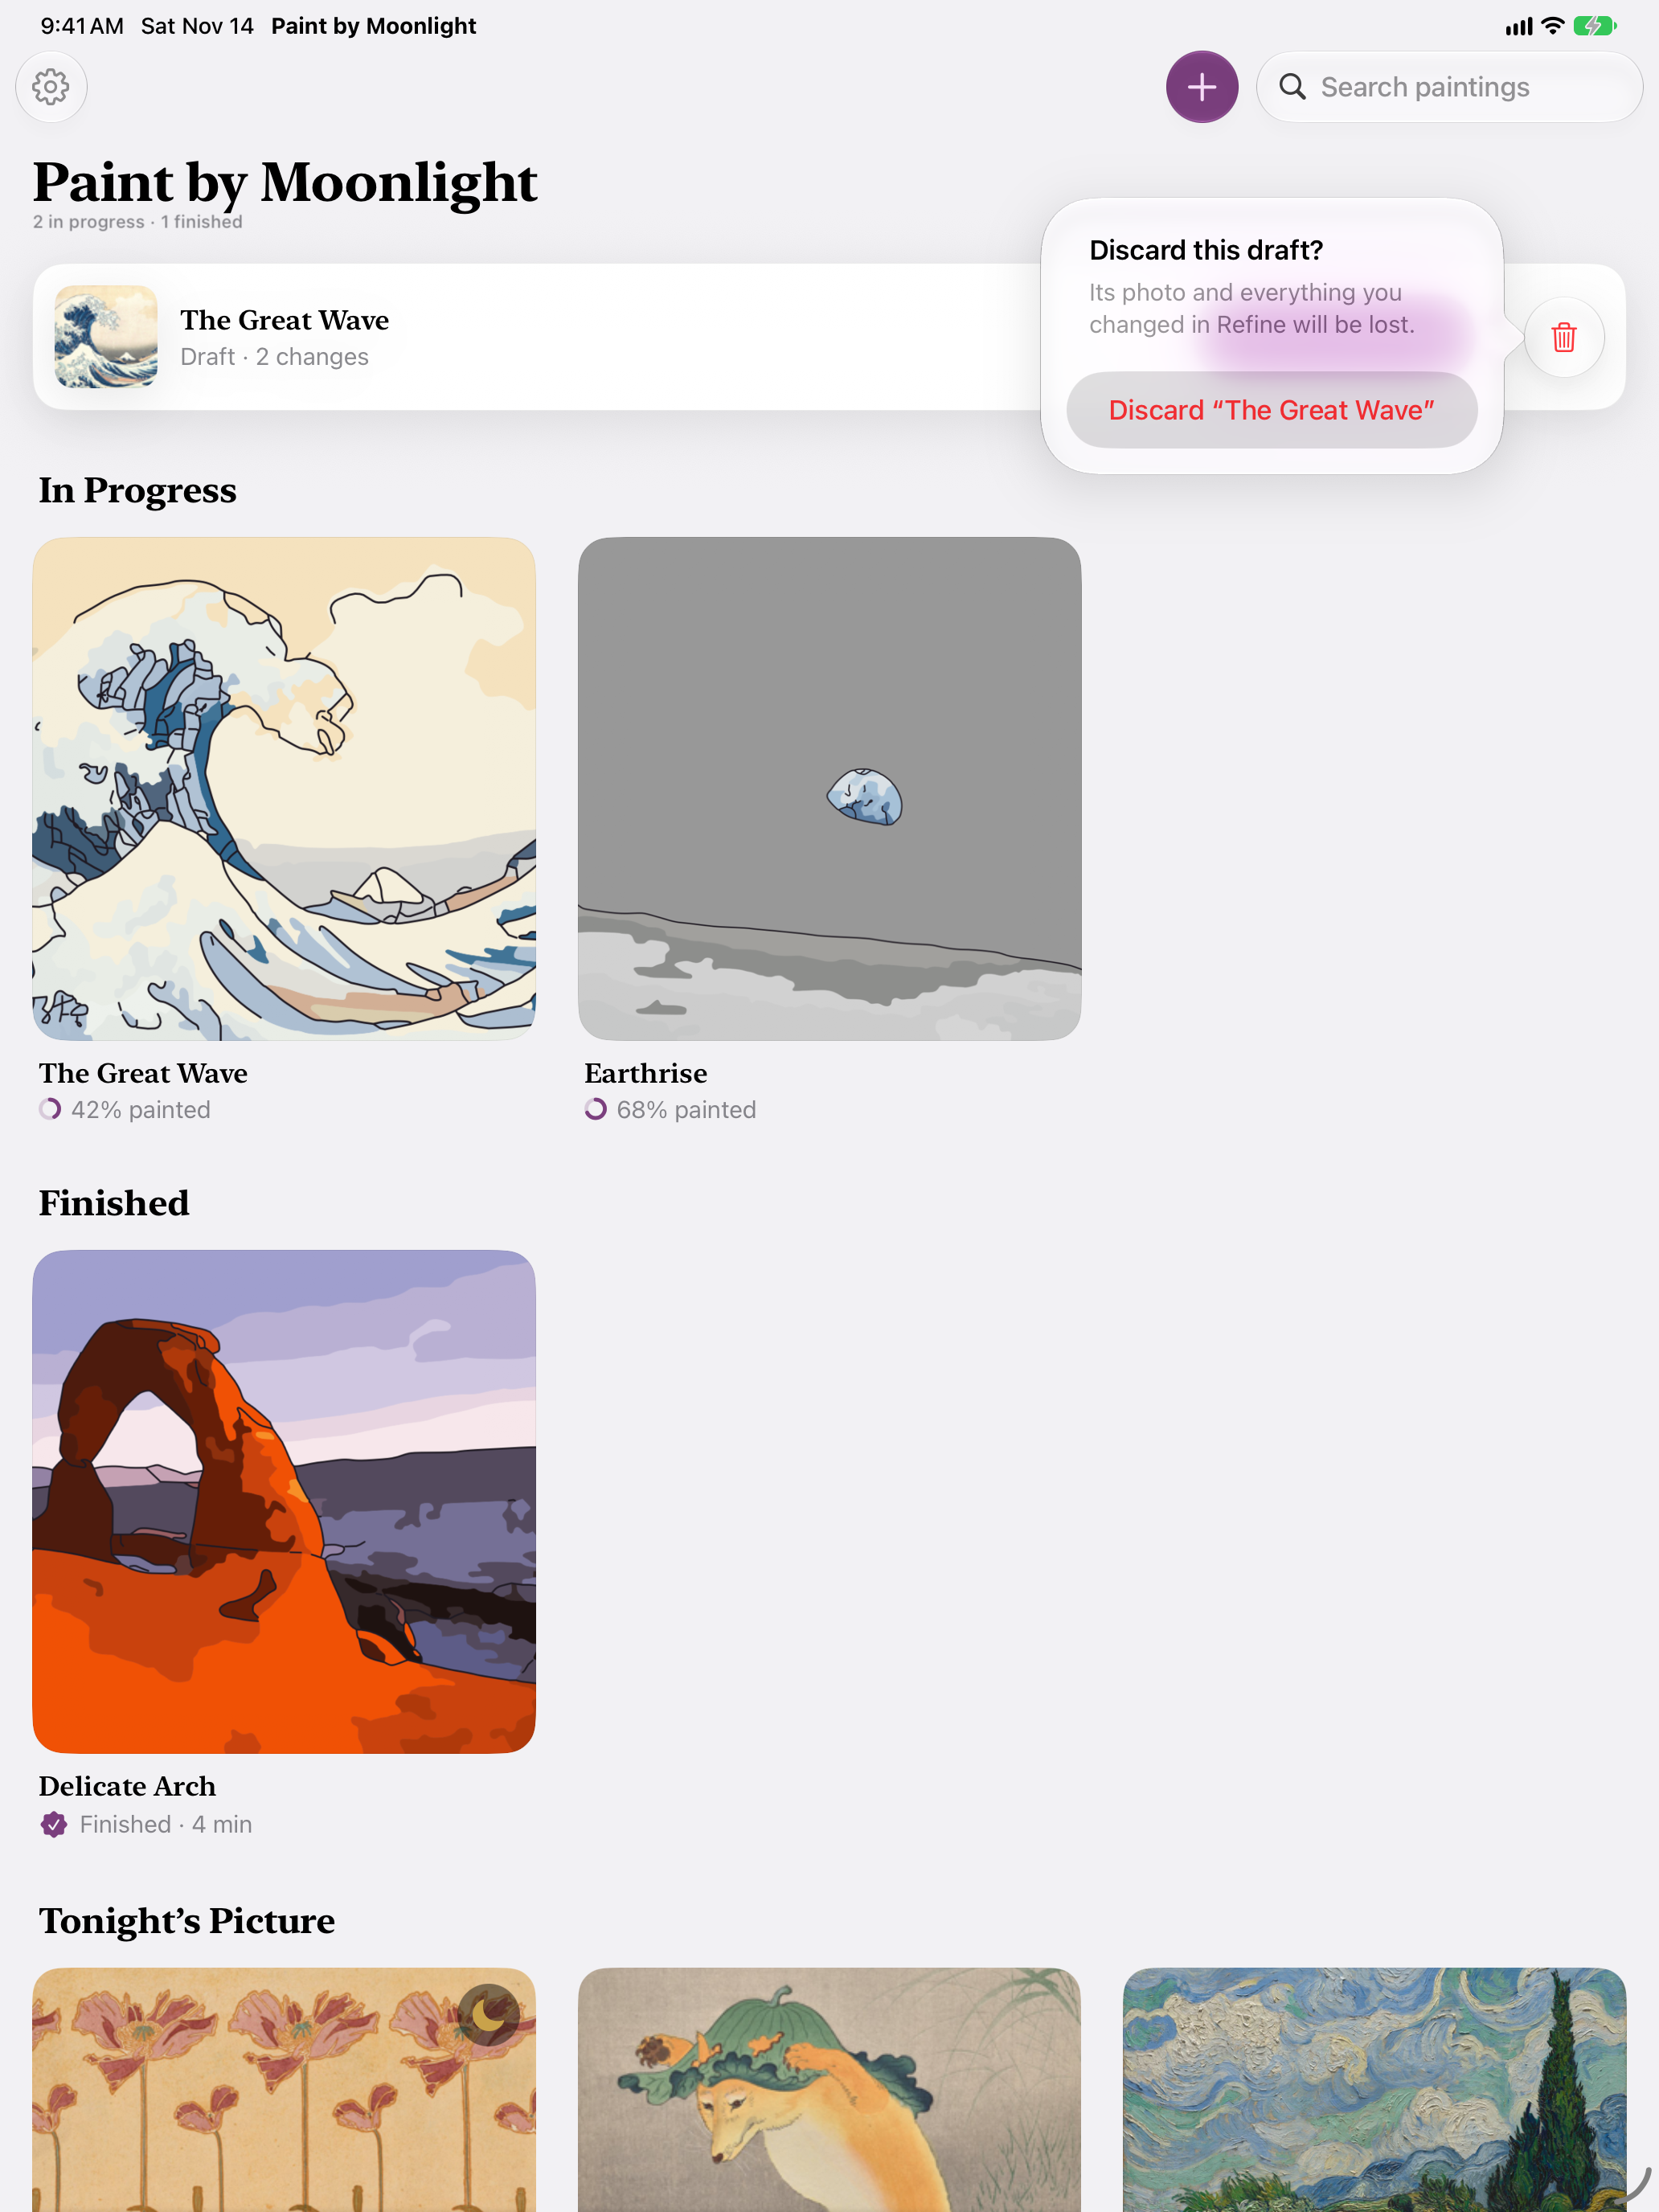 9:41 AM Sat Nov 14 Paint by Moonlight
Search paintings
Paint by Moonlight
2 in progress · 1 finished
The Great Wave
Draft · 2 changes
Discard this draft?
Its photo and everything you
changed in Refine will be lost.
Discard “The Great Wave”
In Progress
The Great Wave
42% painted
Earthrise
68% painted
Finished
Delicate Arch
Finished · 4 min
Tonight’s Picture